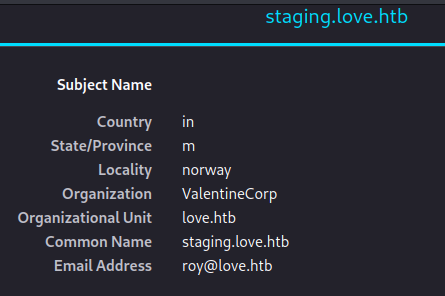 staging.love.htb
Subject Name
Country in
State/Province m
Locality norway
Organization ValentineCorp
Organizational Unit love.htb
Common Name staging.love.htb
Email Address roy@love.htb